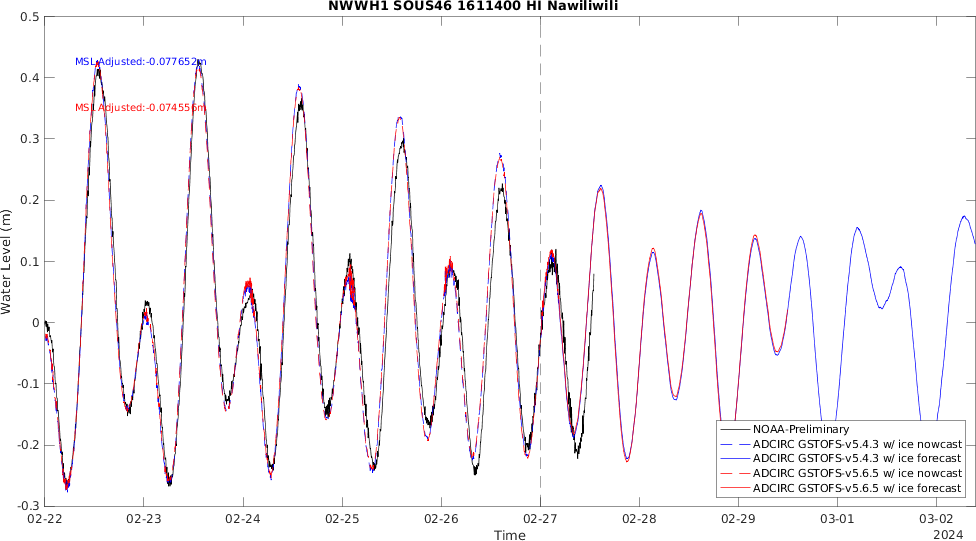 NWWH1 SOUS46 1611400 HI Nawiliwili
0.5
0.4
0.3
0.2
0.1
0
-0.1
-0.2
-0.3
Water Level (m)
MSL Adjusted:-0.077652m
MSL Adjusted:-0.074556m
NOAA-Preliminary
ADCIRC GSTOFS-v5.4.3 w/ ice nowcast
ADCIRC GSTOFS-v5.4.3 w/ ice forecast
ADCIRC GSTOFS-v5.6.5 w/ ice nowcast
ADCIRC GSTOFS-v5.6.5 w/ ice forecast
02-22 02-23 02-24 02-25 02-26 02-27 02-28 02-29 03-01 03-02
Time
2024